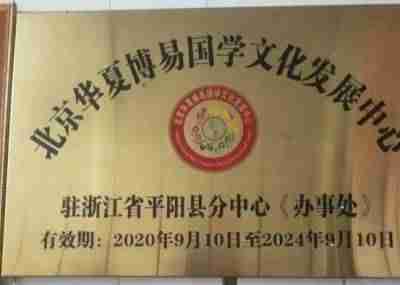 北京华夏博易国学文化发展中心
驻浙江省平阳县分中心《办事处》
有效期：2020年9月10日至2024年9月10日